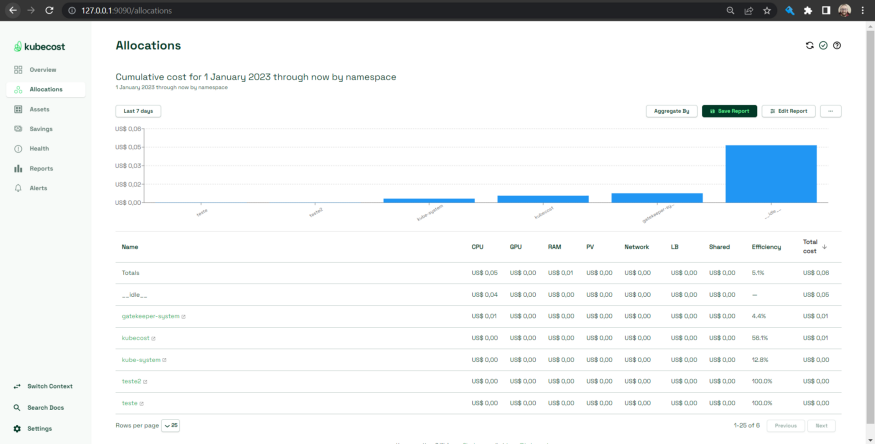 127.0.0.1:9090/allocations
kubecost
Overview
Allocations
Assets
Savings
Health
Reports
Alerts
Switch Context
Search Docs
Settings
Allocations
Cumulative cost for 1 January 2023 through now by namespace
1 January 2023 through now by namespace
Last 7 days
Aggregate By
Save Report
Edit Report
...
US$ 0,06
US$ 0,05
US$ 0,03
US$ 0,02
US$ 0,00
teste
teste2
kube-system
kubecost
gatekeeper-sy...
__idle__
Name CPU GPU RAM PV Network LB Shared Efficiency Total cost
Totals US$ 0,05 US$ 0,00 US$ 0,01 US$ 0,00 US$ 0,00 US$ 0,00 US$ 0,00 5.1% US$ 0,06
__idle__ US$ 0,04 US$ 0,00 US$ 0,00 US$ 0,00 US$ 0,00 US$ 0,00 US$ 0,00 — US$ 0,05
gatekeeper-system US$ 0,01 US$ 0,00 US$ 0,00 US$ 0,00 US$ 0,00 US$ 0,00 US$ 0,00 4.4% US$ 0,01
kubecost US$ 0,00 US$ 0,00 US$ 0,00 US$ 0,00 US$ 0,00 US$ 0,00 US$ 0,00 56.1% US$ 0,01
kube-system US$ 0,00 US$ 0,00 US$ 0,00 US$ 0,00 US$ 0,00 US$ 0,00 US$ 0,00 12.8% US$ 0,00
teste2 US$ 0,00 US$ 0,00 US$ 0,00 US$ 0,00 US$ 0,00 US$ 0,00 US$ 0,00 100.0% US$ 0,00
teste US$ 0,00 US$ 0,00 US$ 0,00 US$ 0,00 US$ 0,00 US$ 0,00 US$ 0,00 100.0% US$ 0,00
Rows per page 25
1-25 of 6 Previous Next